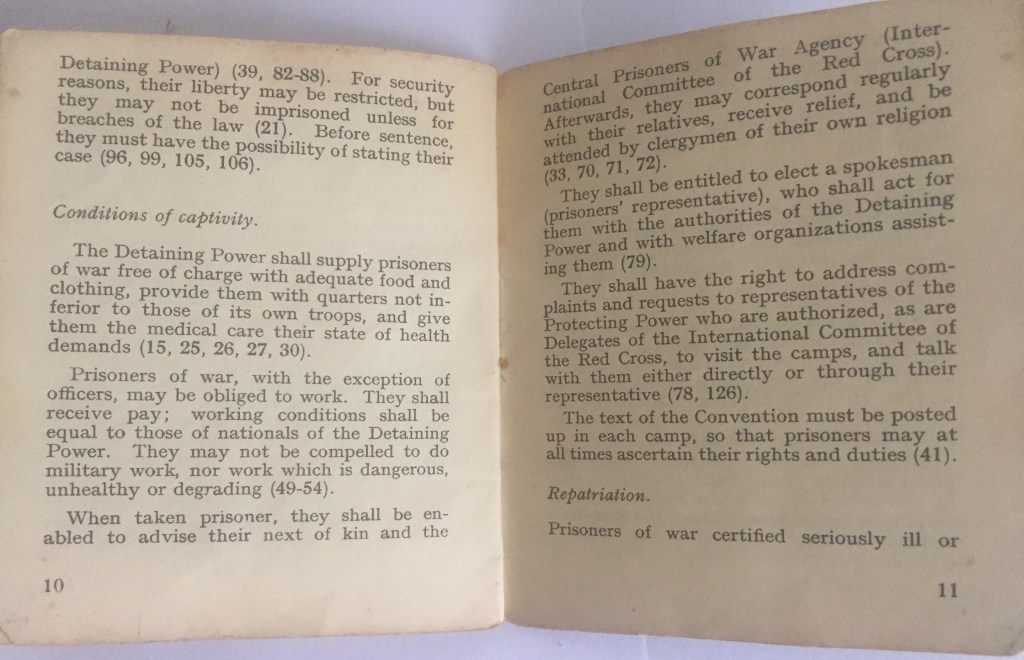 Detaining Power) (39, 82-88). For security
reasons, their liberty may be restricted, but
they may not be imprisoned unless for
breaches of the law (21). Before sentence,
they must have the possibility of stating their
case (96, 99, 105, 106).
Conditions of captivity.
The Detaining Power shall supply prisoners
of war free of charge with adequate food and
clothing, provide them with quarters not in-
ferior to those of its own troops, and give
them the medical care their state of health
demands (15, 25, 26, 27, 30).
Prisoners of war, with the exception of
officers, may be obliged to work. They shall
receive pay; working conditions shall be
equal to those of nationals of the Detaining
Power. They may not be compelled to do
military work, nor work which is dangerous,
unhealthy or degrading (49-54).
When taken prisoner, they shall be en-
abled to advise their next of kin and the
10
Central Prisoners of War Agency (Inter-
national Committee of the Red Cross).
Afterwards, they may correspond regularly
with their relatives, receive relief, and be
attended by clergymen of their own religion
(33, 70, 71, 72).
They shall be entitled to elect a spokesman
(prisoners' representative), who shall act for
them with the authorities of the Detaining
Power and with welfare organizations assist-
ing them (79).
They shall have the right to address com-
plaints and requests to representatives of the
Protecting Power who are authorized, as are
Delegates of the International Committee of
the Red Cross, to visit the camps, and talk
with them either directly or through their
representative (78, 126).
The text of the Convention must be posted
up in each camp, so that prisoners may at
all times ascertain their rights and duties (41).
Repatriation.
Prisoners of war certified seriously ill or
11